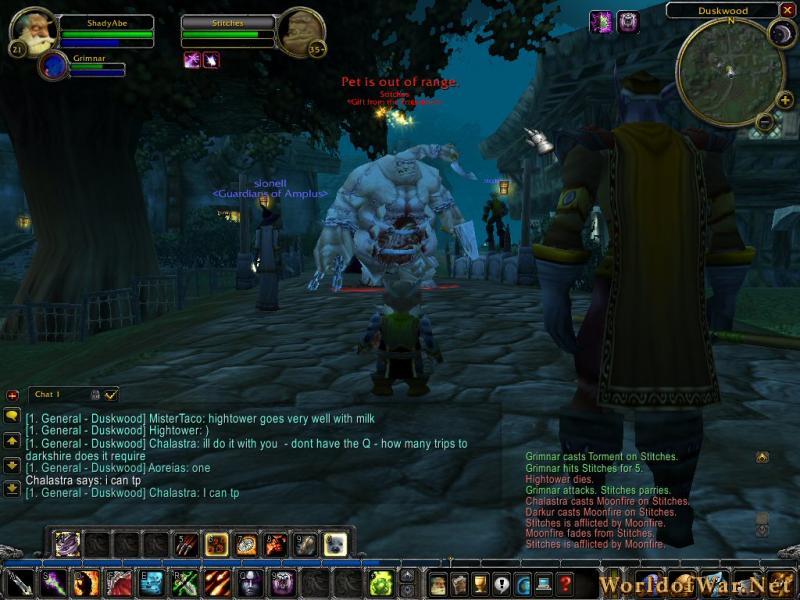 ShadyAbe
21
Grimnar
Stitches
35+
Duskwood
N
Pet is out of range.
Stitches
sionell
<Guardians of Amplus>
Chat 1
[1. General - Duskwood] MisterTaco: hightower goes very well with milk
[1. General - Duskwood] Hightower: )
[1. General - Duskwood] Chalastra: ill do it with you - dont have the Q - how many trips to
darkshire does it require
[1. General - Duskwood] Aoreias: one
Chalastra says: i can tp
[1. General - Duskwood] Chalastra: I can tp
Grimnar casts Torment on Stitches.
Grimnar hits Stitches for 5.
Hightower dies.
Grimnar attacks. Stitches parries.
Chalastra casts Moonfire on Stitches.
Darkur casts Moonfire on Stitches.
Stitches is afflicted by Moonfire.
Moonfire fades from Stitches.
Stitches is afflicted by Moonfire.
WorldofWar.Net